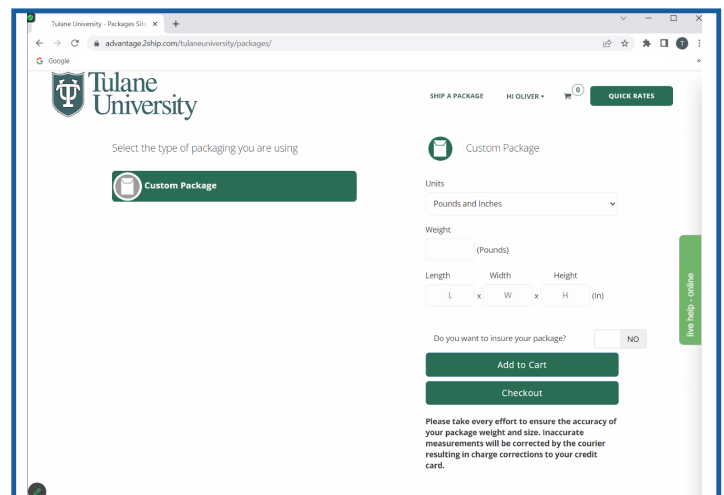 Tulane University - Packages Site
advantage.2ship.com/tulaneuniversity/packages/
T
G Google
»
Tulane
University
SHIP A PACKAGE
HI OLIVER
0
QUICK RATES
Select the type of packaging you are using
Custom Package
Custom Package
Units
Pounds and Inches
Weight
(Pounds)
Length Width Height
L x W x H (In)
Do you want to insure your package? NO
Add to Cart
Checkout
Please take every effort to ensure the accuracy of
your package weight and size. Inaccurate
measurements will be corrected by the courier
resulting in charge corrections to your credit
card.
live help - online